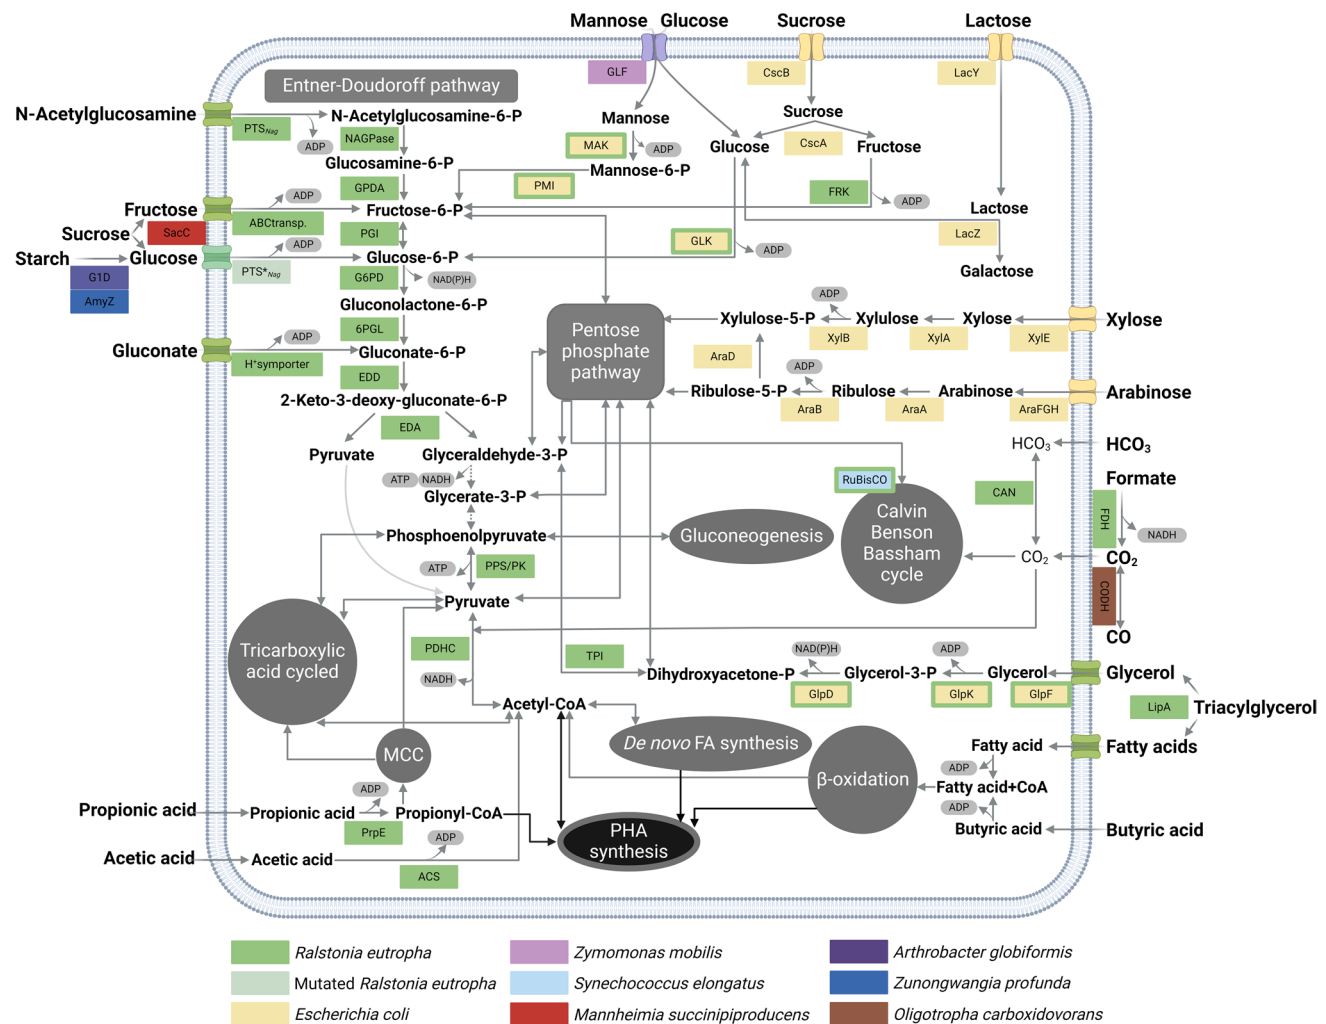 Mannose Glucose
Sucrose
Lactose
GLF
CscB
LacY
Entner-Doudoroff pathway
N-Acetylglucosamine
PTSNag
ADP
N-Acetylglucosamine-6-P
NAGPase
Glucosamine-6-P
GPDA
Mannose
MAK
ADP
Mannose-6-P
PMI
Sucrose
Glucose
CscA
Fructose
FRK
ADP
Lactose
LacZ
Galactose
Fructose
ADP
ABCtransp.
Fructose-6-P
PGI
Sucrose
SacC
Starch
Glucose
ADP
PTS*Nag
Glucose-6-P
GLK
ADP
G1D
AmyZ
G6PD
NAD(P)H
Gluconolactone-6-P
6PGL
Gluconate
ADP
H+symporter
Gluconate-6-P
EDD
2-Keto-3-deoxy-gluconate-6-P
EDA
Pyruvate
Glyceraldehyde-3-P
ATP
NADH
Glycerate-3-P
Phosphoenolpyruvate
ATP
PPS/PK
Pyruvate
Pentose
phosphate
pathway
Xylulose-5-P
ADP
XylB
Xylulose
XylA
Xylose
XylE
Xylose
AraD
Ribulose-5-P
ADP
AraB
Ribulose
AraA
Arabinose
AraFGH
Arabinose
HCO3
HCO3
Formate
CAN
FDH
NADH
RuBisCO
Calvin
Benson
Bassham
cycle
CO2
CO2
CODH
CO
Gluconeogenesis
Tricarboxylic
acid cycled
PDHC
NADH
TPI
Dihydroxyacetone-P
NAD(P)H
GlpD
Glycerol-3-P
ADP
GlpK
Glycerol
GlpF
Glycerol
LipA
Triacylglycerol
Acetyl-CoA
De novo FA synthesis
MCC
β-oxidation
Fatty acid
Fatty acids
ADP
Fatty acid+CoA
ADP
Butyric acid
Butyric acid
Propionic acid
Propionic acid
ADP
PrpE
Propionyl-CoA
PHA
synthesis
Acetic acid
Acetic acid
ADP
ACS
Ralstonia eutropha
Zymomonas mobilis
Arthrobacter globiformis
Mutated Ralstonia eutropha
Synechococcus elongatus
Zunongwangia profunda
Escherichia coli
Mannheimia succinipiproducens
Oligotropha carboxidovorans